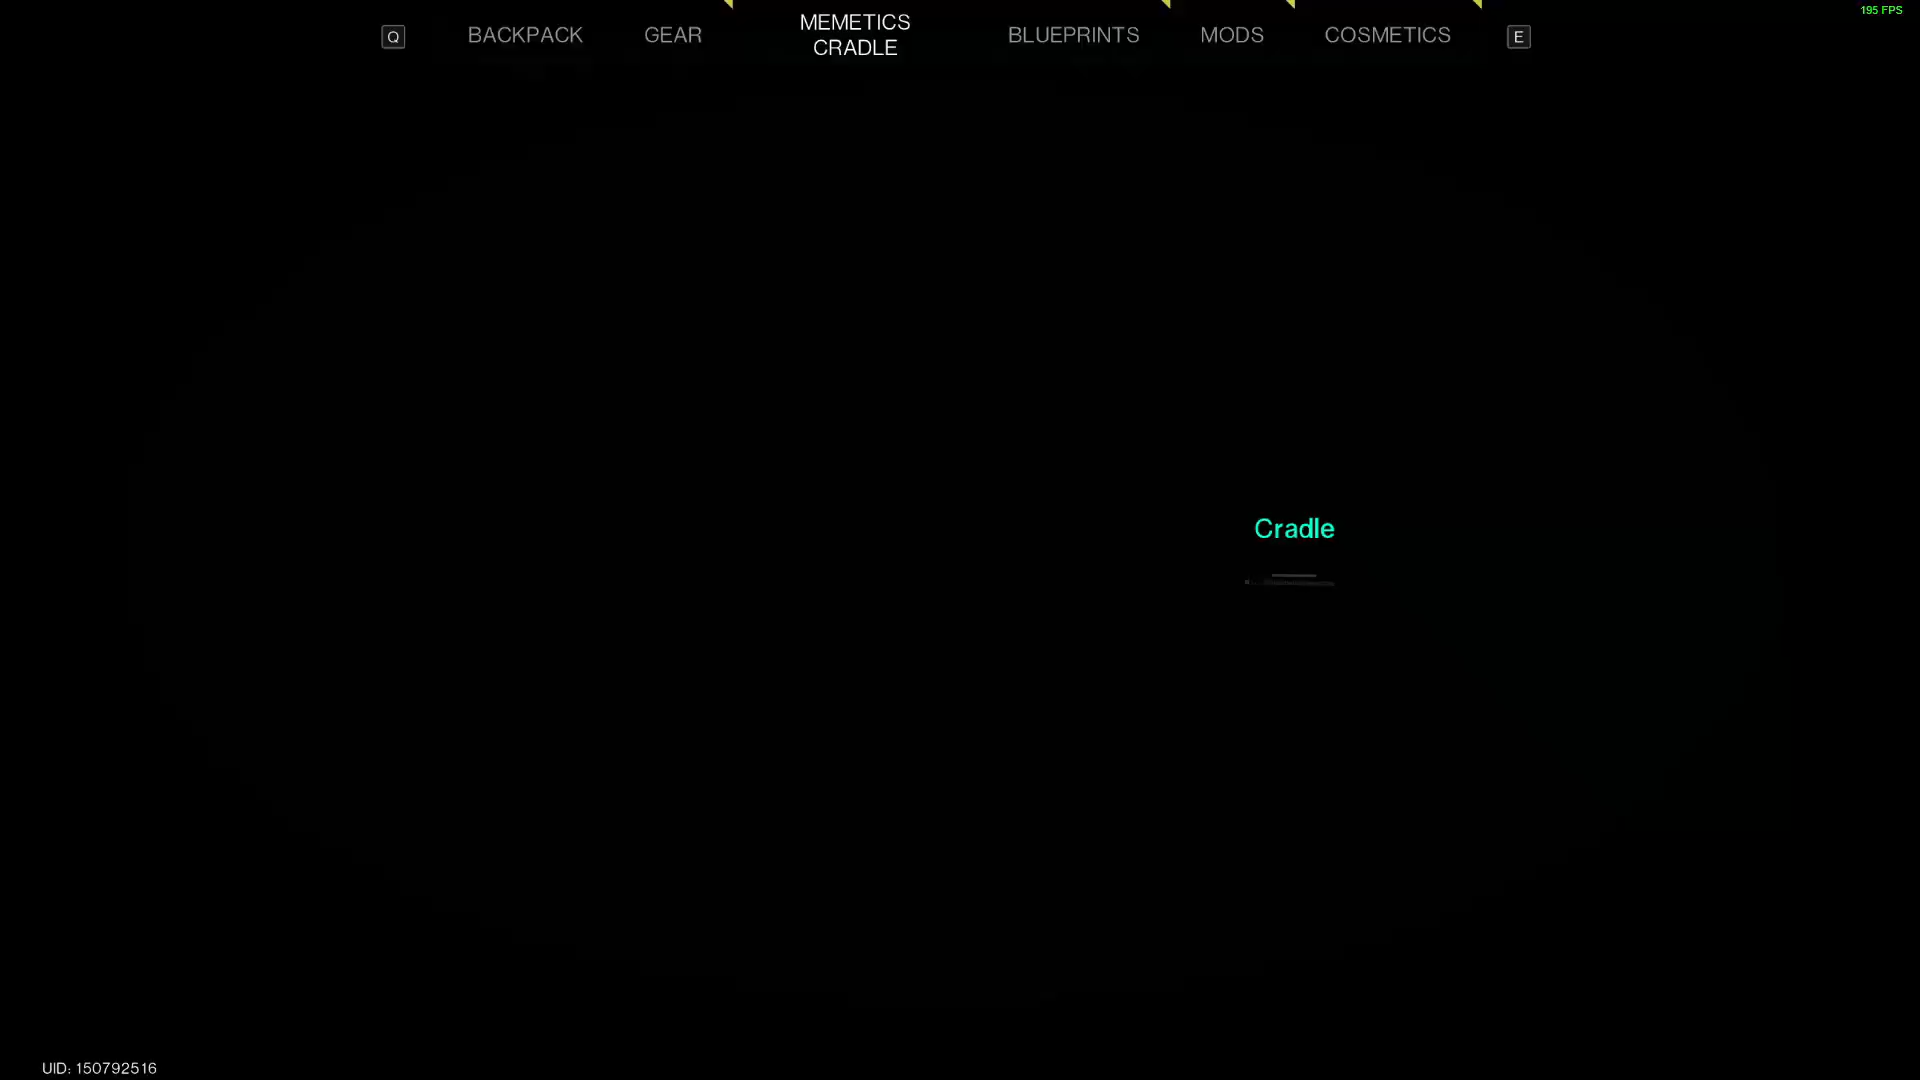 195 FPS
Q
BACKPACK
GEAR
MEMETICS
CRADLE
BLUEPRINTS
MODS
COSMETICS
E
Cradle
UID: 150792516